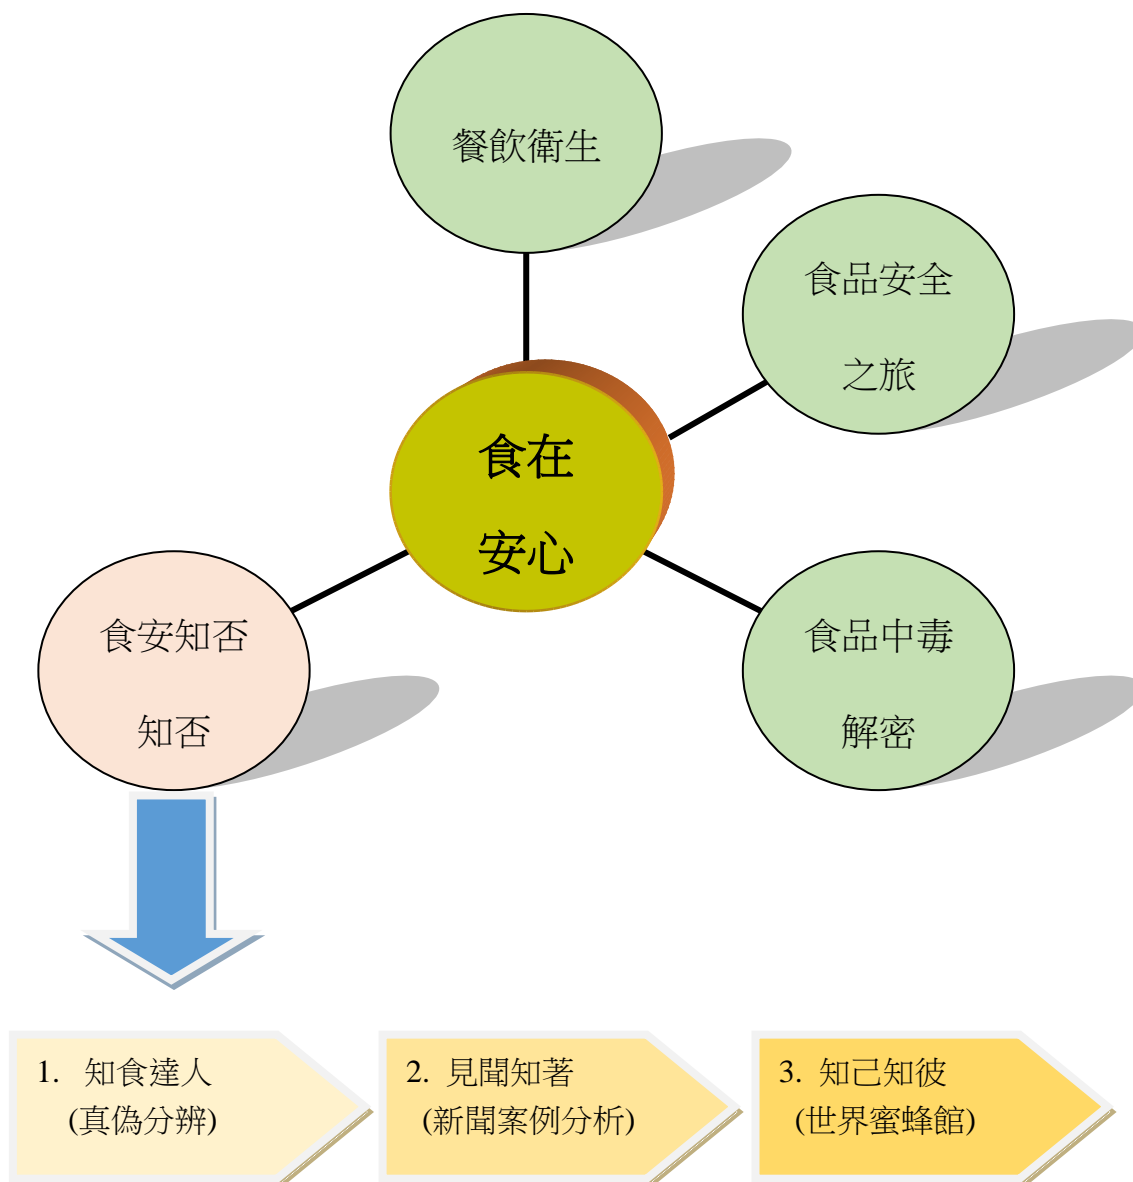 餐飲衛生
食品安全
之旅
食在
安心
食安知否
知否
食品中毒
解密
1. 知食達人
(真偽分辨)
2. 見聞知著
(新聞案例分析)
3. 知己知彼
(世界蜜蜂館)